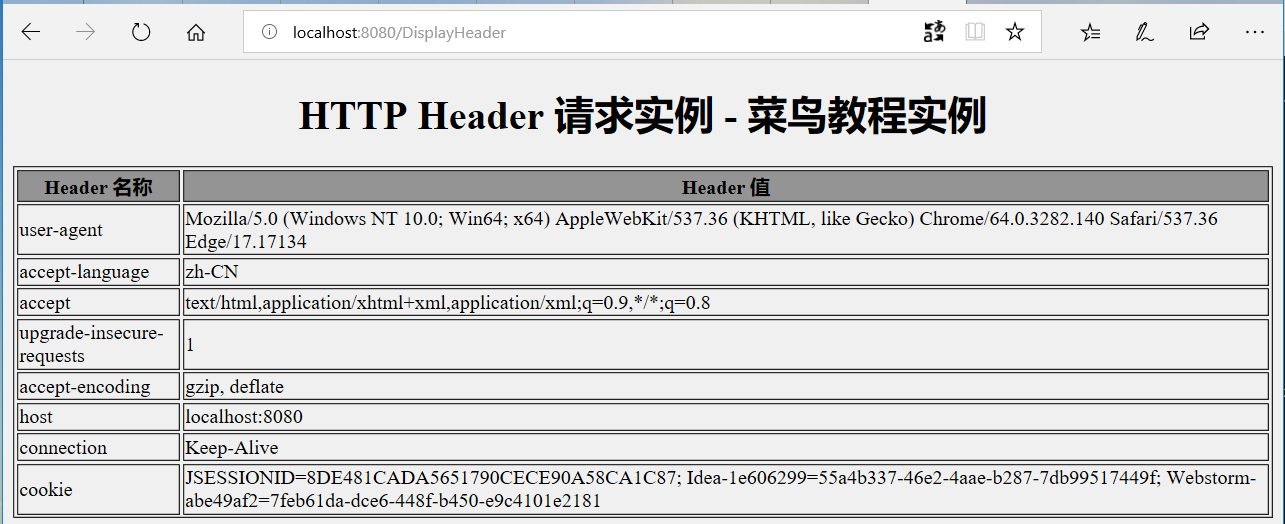 localhost:8080/DisplayHeader
HTTP Header 请求实例 - 菜鸟教程实例
Header 名称 Header 值
user-agent Mozilla/5.0 (Windows NT 10.0; Win64; x64) AppleWebKit/537.36 (KHTML, like Gecko) Chrome/64.0.3282.140 Safari/537.36
Edge/17.17134
accept-language zh-CN
accept text/html,application/xhtml+xml,application/xml;q=0.9,*/*;q=0.8
upgrade-insecure-
requests 1
accept-encoding gzip, deflate
host localhost:8080
connection Keep-Alive
cookie JSESSIONID=8DE481CADA5651790CECE90A58CA1C87; Idea-1e606299=55a4b337-46e2-4aae-b287-7db99517449f; Webstorm-
abe49af2=7feb61da-dce6-448f-b450-e9c4101e2181